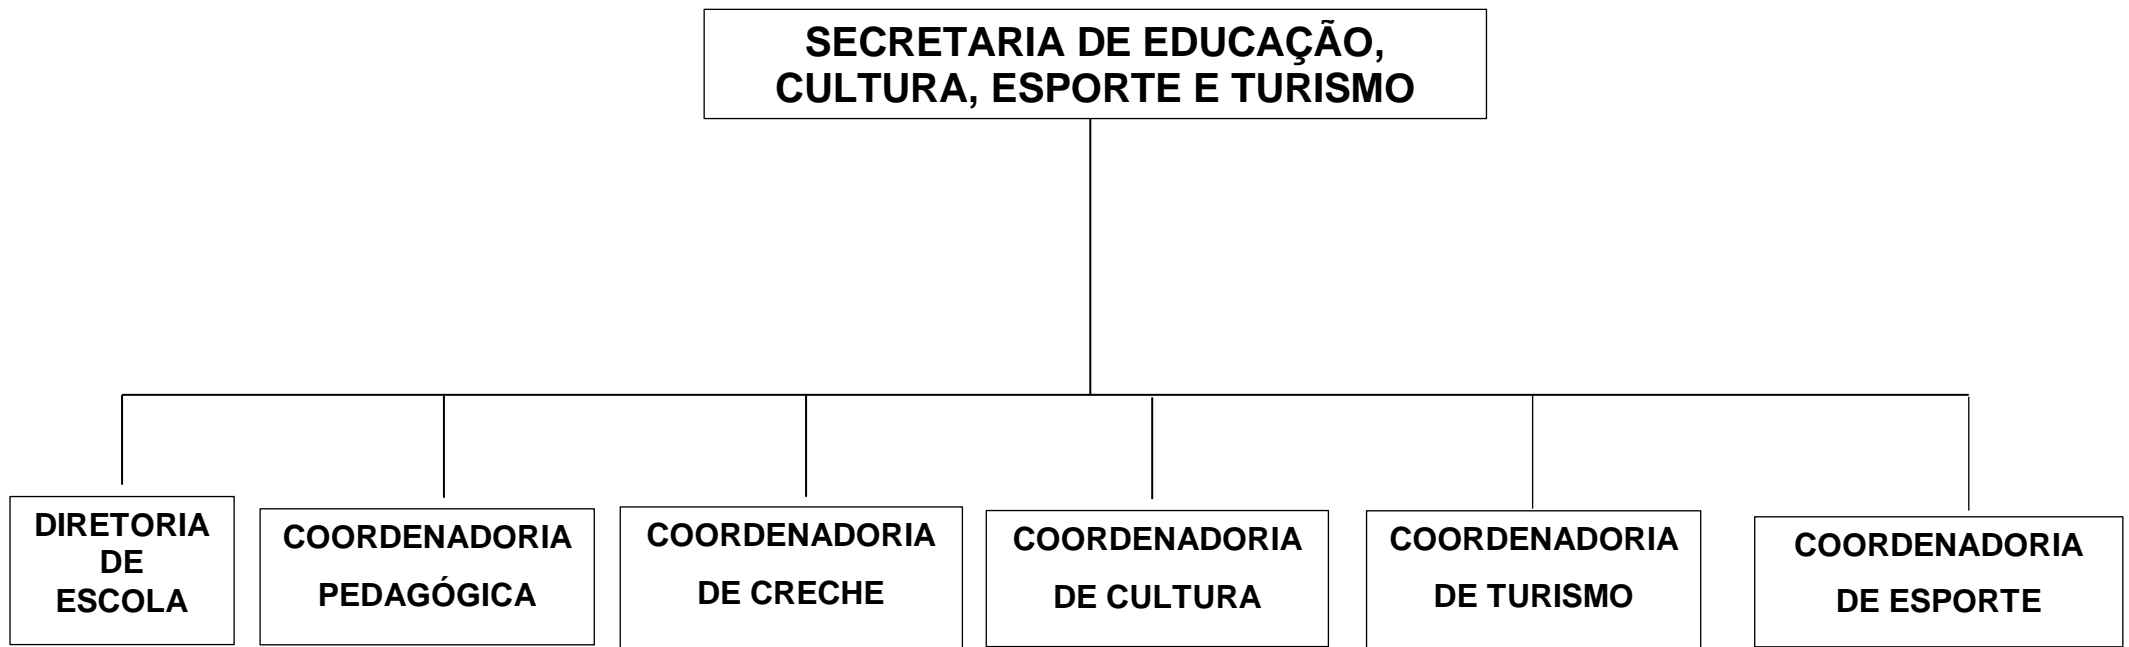 SECRETARIA DE EDUCAÇÃO,
CULTURA, ESPORTE E TURISMO
DIRETORIA
DE
ESCOLA
COORDENADORIA
PEDAGÓGICA
COORDENADORIA
DE CRECHE
COORDENADORIA
DE CULTURA
COORDENADORIA
DE TURISMO
COORDENADORIA
DE ESPORTE